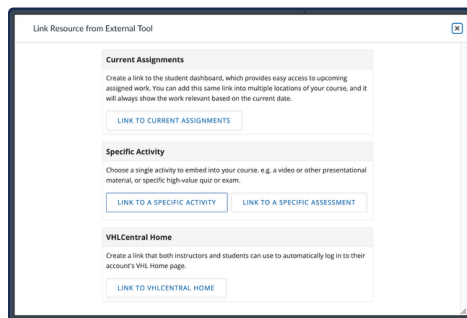 Link Resource from External Tool
Current Assignments
Create a link to the student dashboard, which provides easy access to upcoming
assigned work. You can add this same link into multiple locations of your course, and it
will always show the work relevant based on the current date.
LINK TO CURRENT ASSIGNMENTS
Specific Activity
Choose a single activity to embed into your course. e.g. a video or other presentational
material, or specific high-value quiz or exam.
LINK TO A SPECIFIC ACTIVITY LINK TO A SPECIFIC ASSESSMENT
VHLCentral Home
Create a link that both instructors and students can use to automatically log in to their
account's VHL Home page.
LINK TO VHLCENTRAL HOME